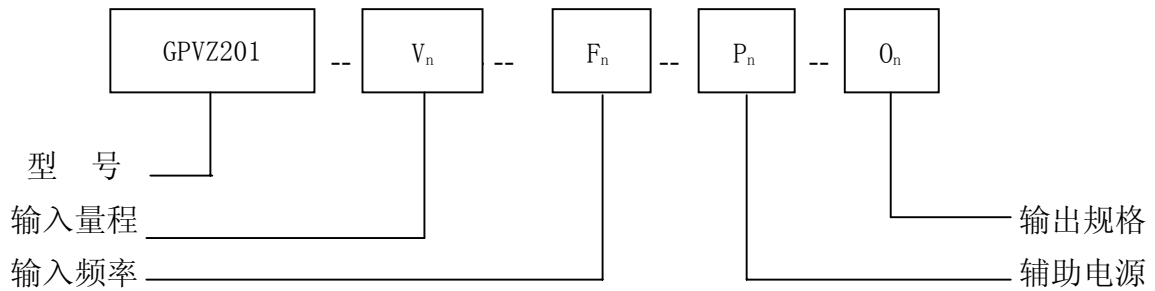 GPVZ201 -- Vn -- Fn -- Pn -- On
型 号
输入量程
输出规格
输入频率
辅助电源